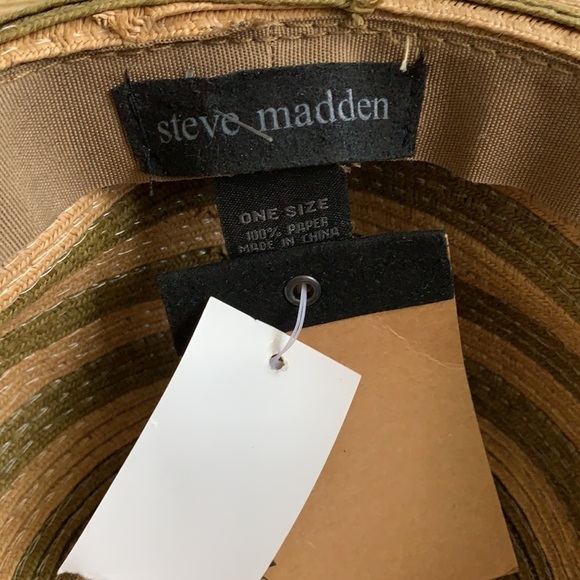 steve madden
ONE SIZE
100% PAPER
MADE IN CHINA